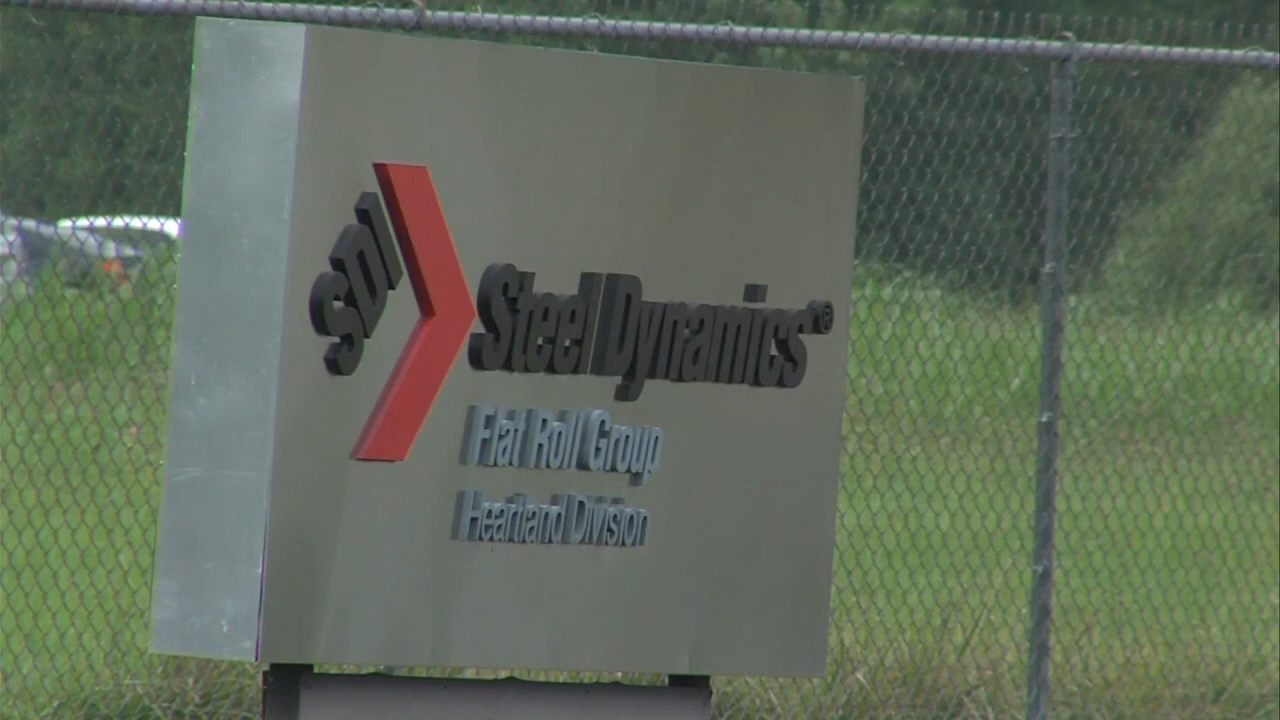 SDI
Steel Dynamics®
Flat Roll Group
Heartland Division